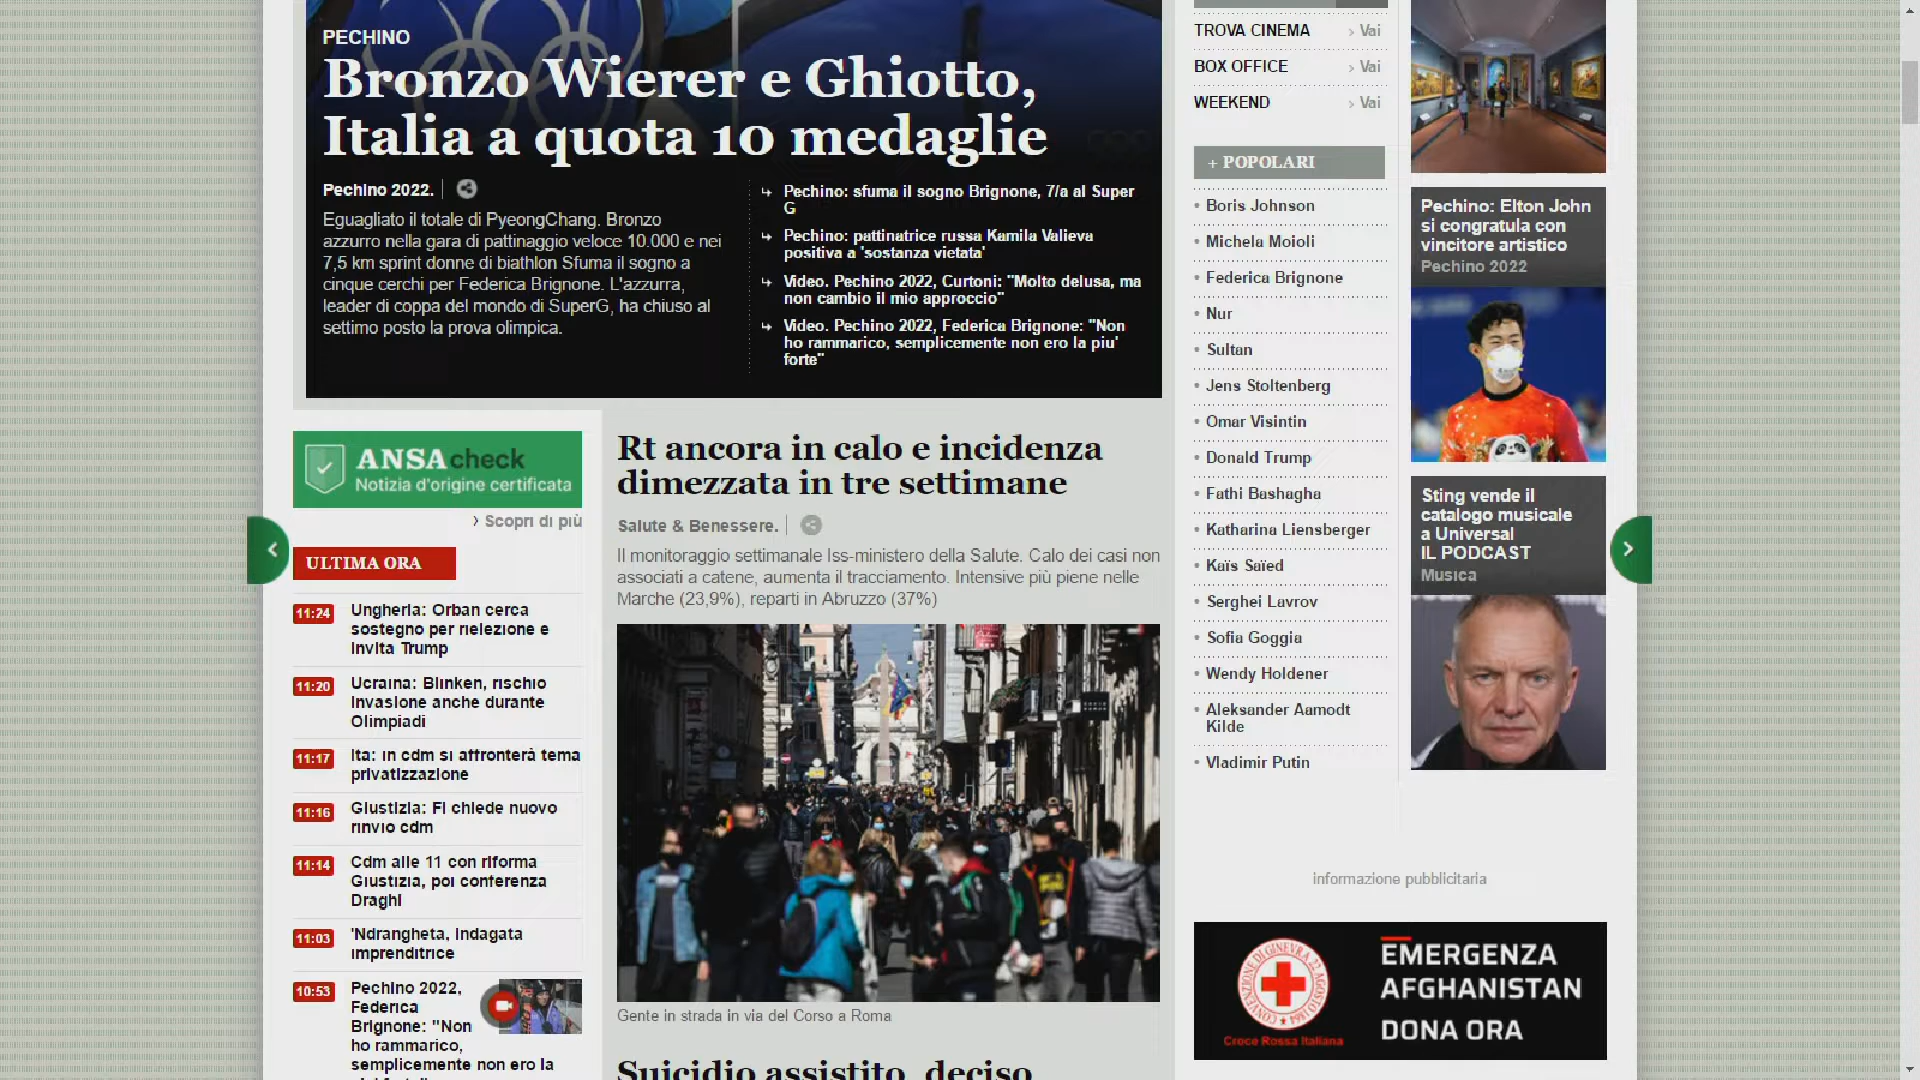 PECHINO
Bronzo Wierer e Ghiotto,
Italia a quota 10 medaglie
Pechino 2022.
Eguagliato il totale di PyeongChang. Bronzo
azzurro nella gara di pattinaggio veloce 10.000 e nei
7,5 km sprint donne di biathlon Sfuma il sogno a
cinque cerchi per Federica Brignone. L'azzurra,
leader di coppa del mondo di SuperG, ha chiuso al
settimo posto la prova olimpica.
Pechino: sfuma il sogno Brignone, 7/a al Super
G
Pechino: pattinatrice russa Kamila Valieva
positiva a 'sostanza vietata'
Video. Pechino 2022, Curtoni: "Molto delusa, ma
non cambio il mio approccio"
Video. Pechino 2022, Federica Brignone: "Non
ho rammarico, semplicemente non ero la piu'
forte"
ANSA check
Notizia d'origine certificata
Scopri di più
ULTIMA ORA
11:24 Ungheria: Orban cerca
sostegno per rielezione e
invita Trump
11:20 Ucraina: Blinken, rischio
invasione anche durante
Olimpiadi
11:17 Ita: in cdm si affronterà tema
privatizzazione
11:16 Giustizia: Fi chiede nuovo
rinvio cdm
11:14 Cdm alle 11 con riforma
Giustizia, poi conferenza
Draghi
11:03 'Ndrangheta, indagata
imprenditrice
10:53 Pechino 2022,
Federica
Brignone: "Non
ho rammarico,
semplicemente non ero la
Rt ancora in calo e incidenza
dimezzata in tre settimane
Salute & Benessere.
Il monitoraggio settimanale Iss-ministero della Salute. Calo dei casi non
associati a catene, aumenta il tracciamento. Intensive più piene nelle
Marche (23,9%), reparti in Abruzzo (37%)
Gente in strada in via del Corso a Roma
Suicidio assistito, deciso
TROVA CINEMA › Vai
BOX OFFICE › Vai
WEEKEND › Vai
+ POPOLARI
• Boris Johnson
• Michela Moioli
• Federica Brignone
• Nur
• Sultan
• Jens Stoltenberg
• Omar Visintin
• Donald Trump
• Fathi Bashagha
• Katharina Liensberger
• Kaïs Saïed
• Serghei Lavrov
• Sofia Goggia
• Wendy Holdener
• Aleksander Aamodt
Kilde
• Vladimir Putin
Pechino: Elton John
si congratula con
vincitore artistico
Pechino 2022
Sting vende il
catalogo musicale
a Universal
IL PODCAST
Musica
informazione pubblicitaria
CONVENZIONE DI GINEVRA 22 AGOSTO 1864
Croce Rossa Italiana
EMERGENZA
AFGHANISTAN
DONA ORA